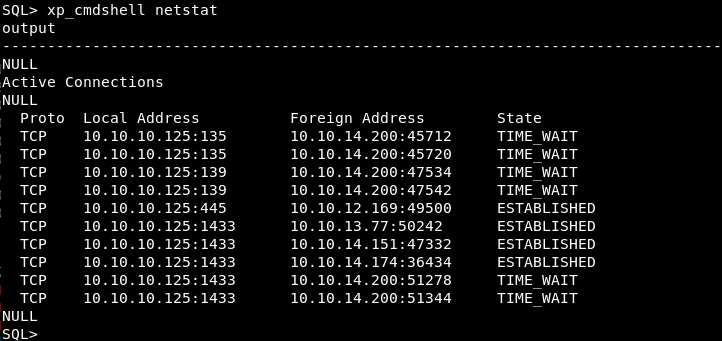 SQL> xp_cmdshell netstat
output
--------------------------------------------------------------------------------
NULL
Active Connections
NULL
  Proto  Local Address          Foreign Address        State
  TCP    10.10.10.125:135       10.10.14.200:45712     TIME_WAIT
  TCP    10.10.10.125:135       10.10.14.200:45720     TIME_WAIT
  TCP    10.10.10.125:139       10.10.14.200:47534     TIME_WAIT
  TCP    10.10.10.125:139       10.10.14.200:47542     TIME_WAIT
  TCP    10.10.10.125:445       10.10.12.169:49500     ESTABLISHED
  TCP    10.10.10.125:1433      10.10.13.77:50242      ESTABLISHED
  TCP    10.10.10.125:1433      10.10.14.151:47332     ESTABLISHED
  TCP    10.10.10.125:1433      10.10.14.174:36434     ESTABLISHED
  TCP    10.10.10.125:1433      10.10.14.200:51278     TIME_WAIT
  TCP    10.10.10.125:1433      10.10.14.200:51344     TIME_WAIT
NULL
SQL>